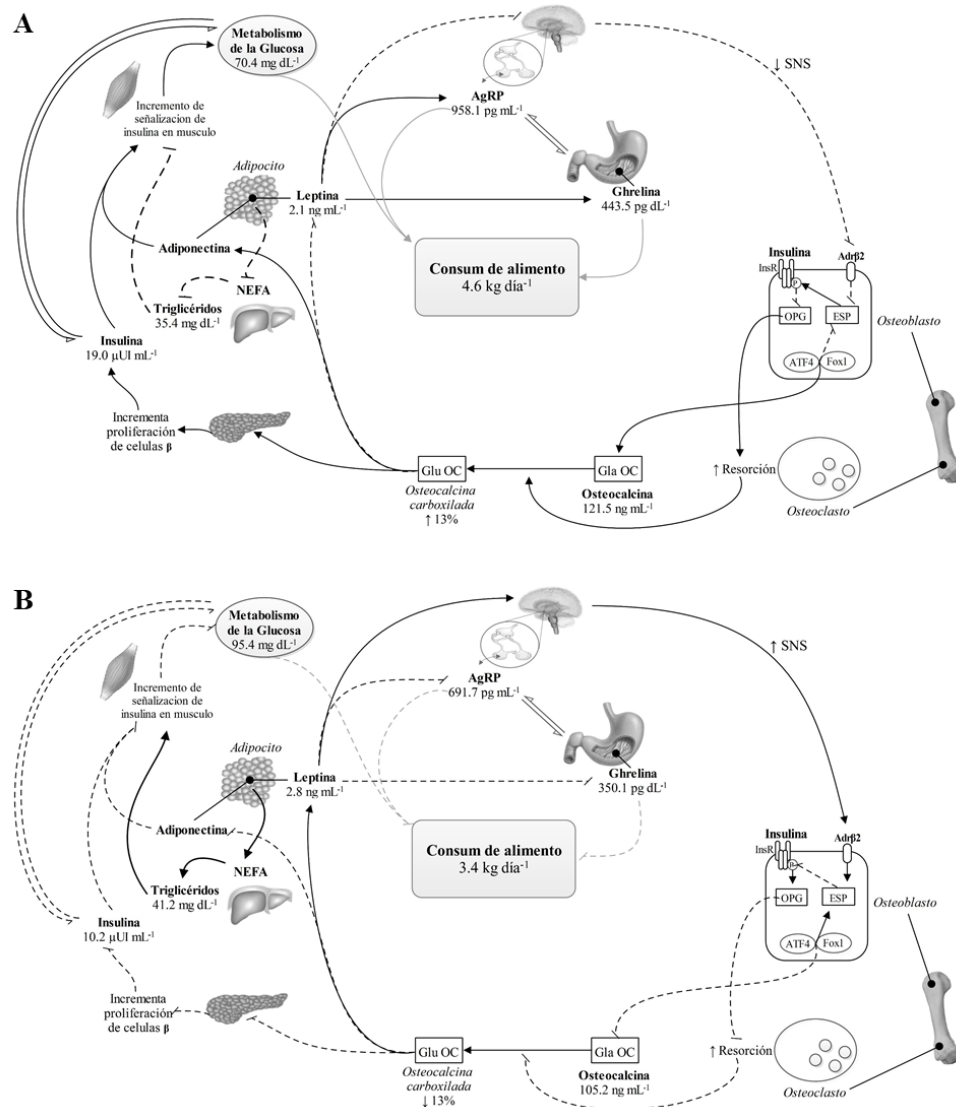 A
Metabolismo
de la Glucosa
70.4 mg dL-1
↓ SNS
AgRP
958.1 pg mL-1
Incremento de
señalizacion de
insulina en musculo
Adipocito
Leptina
2.1 ng mL-1
Ghrelina
443.5 pg dL-1
Adiponectina
Consum de alimento
4.6 kg día-1
Insulina
InsR
Adrβ2
P
OPG
ESP
ATF4
FoxI
Osteoblasto
NEFA
Triglicéridos
35.4 mg dL-1
Insulina
19.0 µUI mL-1
Incrementa
proliferación
de celulas β
Glu OC
Osteocalcina
carboxilada
↑ 13%
Gla OC
Osteocalcina
121.5 ng mL-1
↑ Resorción
Osteoclasto
B
Metabolismo
de la Glucosa
95.4 mg dL-1
↑ SNS
AgRP
691.7 pg mL-1
Incremento de
señalizacion de
insulina en musculo
Adipocito
Leptina
2.8 ng mL-1
Ghrelina
350.1 pg dL-1
Adiponectina
Consum de alimento
3.4 kg día-1
Insulina
InsR
Adrβ2
P
OPG
ESP
ATF4
FoxI
Osteoblasto
NEFA
Triglicéridos
41.2 mg dL-1
Insulina
10.2 µUI mL-1
Incrementa
proliferación
de celulas β
Glu OC
Osteocalcina
carboxilada
↓ 13%
Gla OC
Osteocalcina
105.2 ng mL-1
↑ Resorción
Osteoclasto